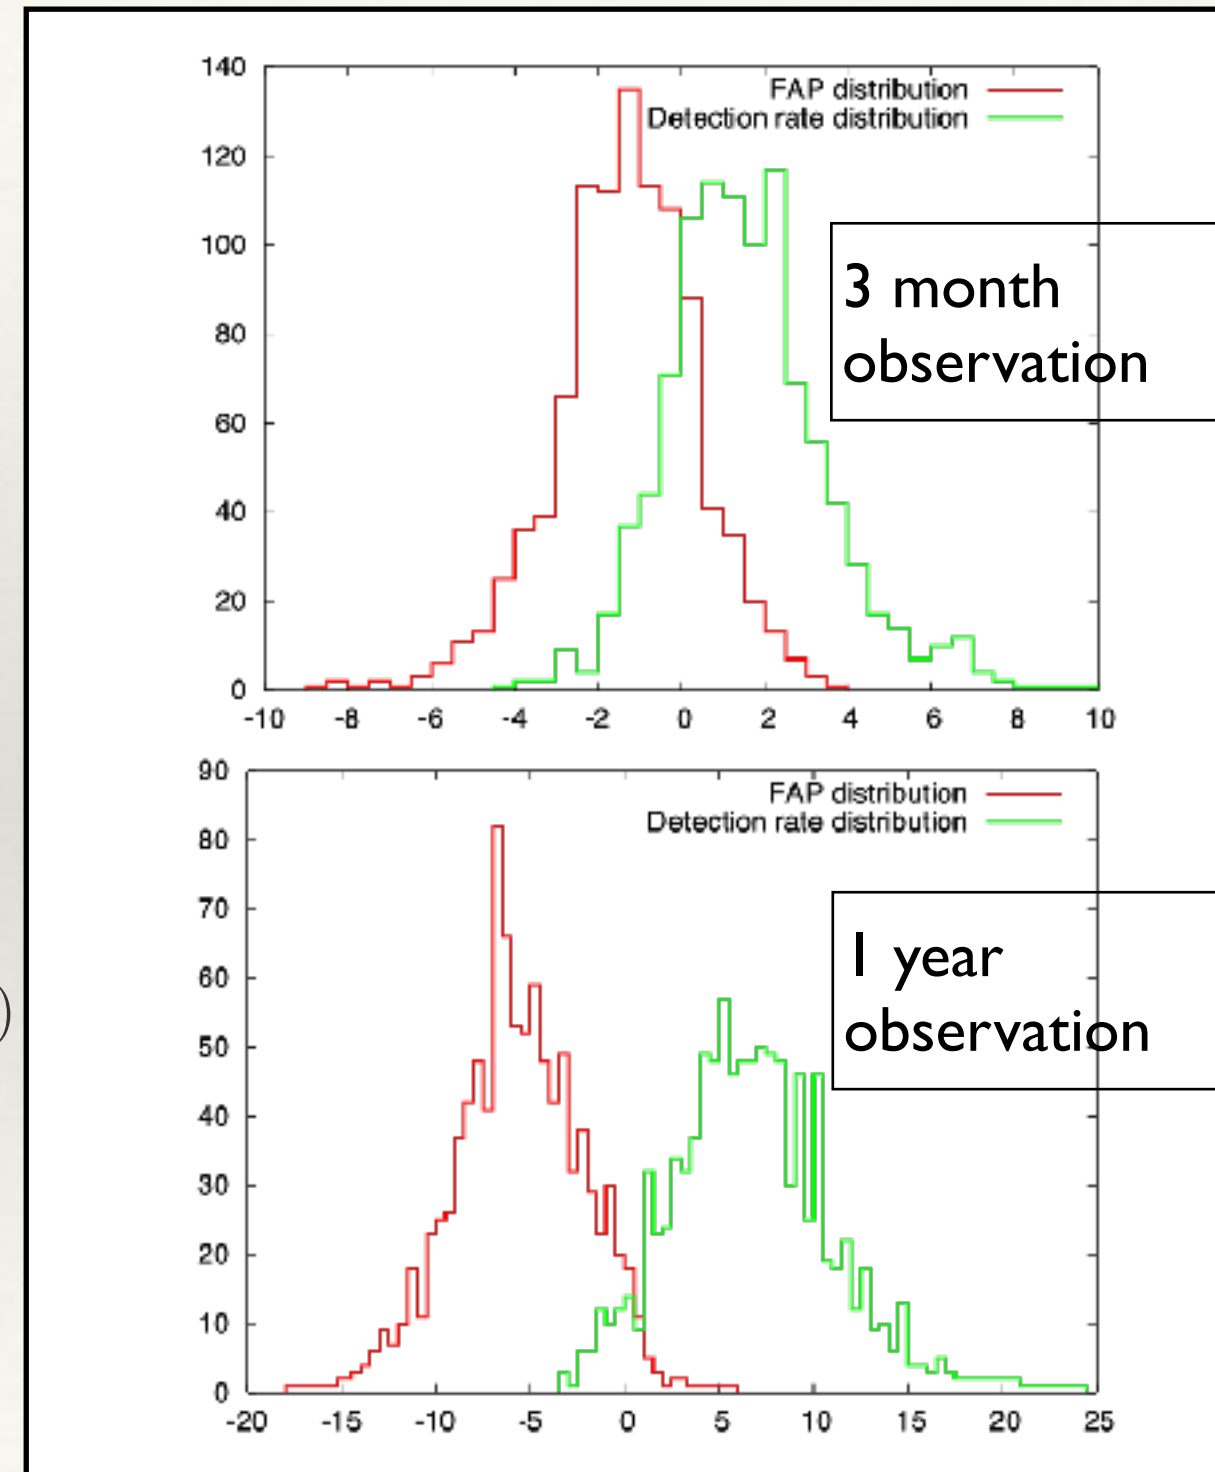 140
FAP distribution
Detection rate distribution
120
100
80
60
40
20
0
3 month
observation
-10 -8 -6 -4 -2 0 2 4 6 8 10
90
FAP distribution
Detection rate distribution
80
70
60
50
40
30
20
10
0
1 year
observation
)
-20 -15 -10 -5 0 5 10 15 20 25